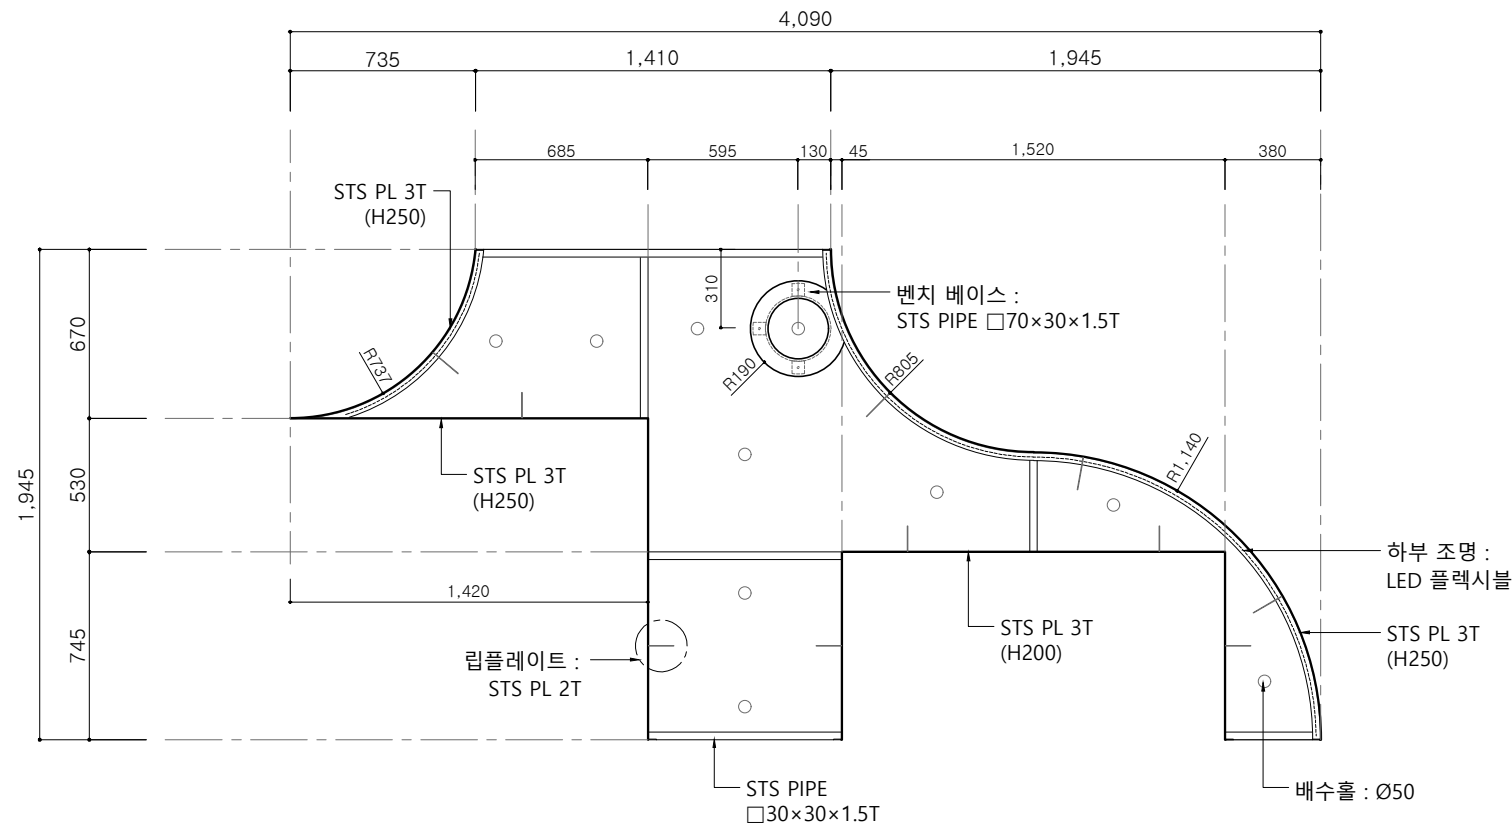 4,090
735
1,410
1,945
685
595
130
45
1,520
380
STS PL 3T
(H250)
310
벤치 베이스 :
STS PIPE □70×30×1.5T
670
R737
R190
R805
STS PL 3T
(H250)
R1,140
1,945
530
하부 조명 :
LED 플렉시블
1,420
STS PL 3T
(H200)
STS PL 3T
(H250)
745
립플레이트 :
STS PL 2T
STS PIPE
□30×30×1.5T
배수홀 : Ø50